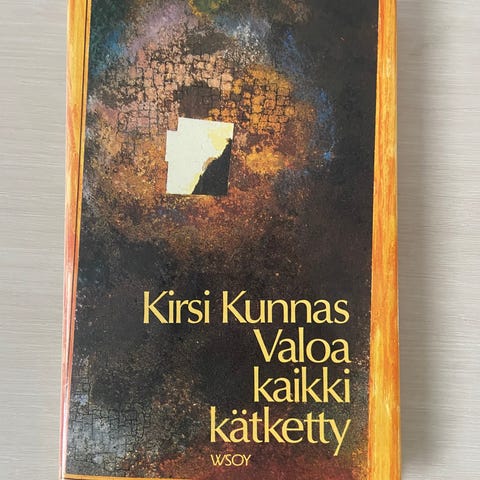 Kirsi Kunnas
Valoa
kaikki
kätketty
WSOY